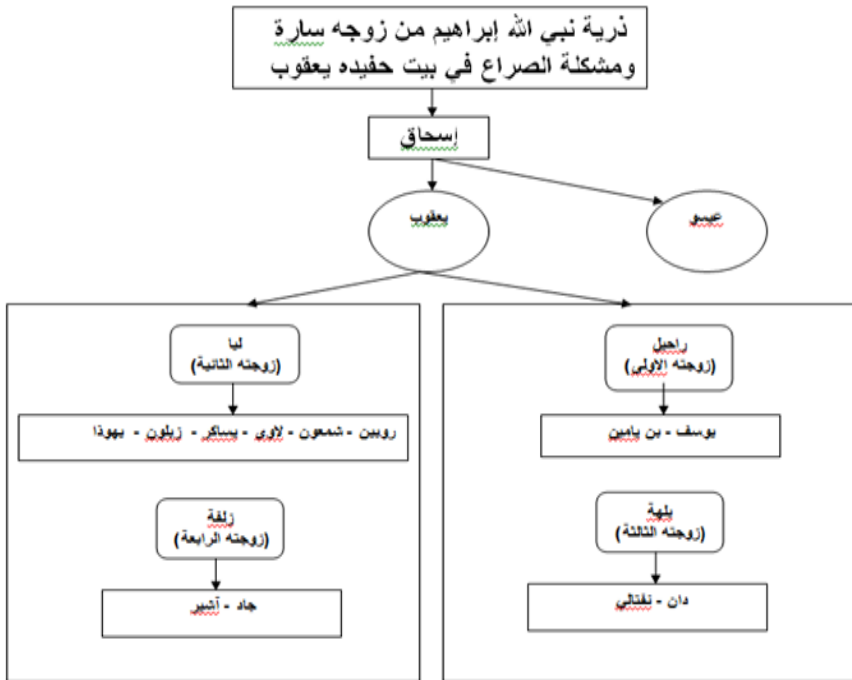 ذرية نبي الله إبراهيم من زوجه سارة
ومشكلة الصراع في بيت حفيده يعقوب
إسحاق
يعقوب
عيسو
راحيل
(زوجته الاولى)
يوسف - بن يامين
بلهة
(زوجته الثالثة)
دان - نفتالي
ليا
(زوجته الثانية)
روبين - شمعون - لاوي - يساكر - زبلون - يهوذا
زلفة
(زوجته الرابعة)
جاد - آشير